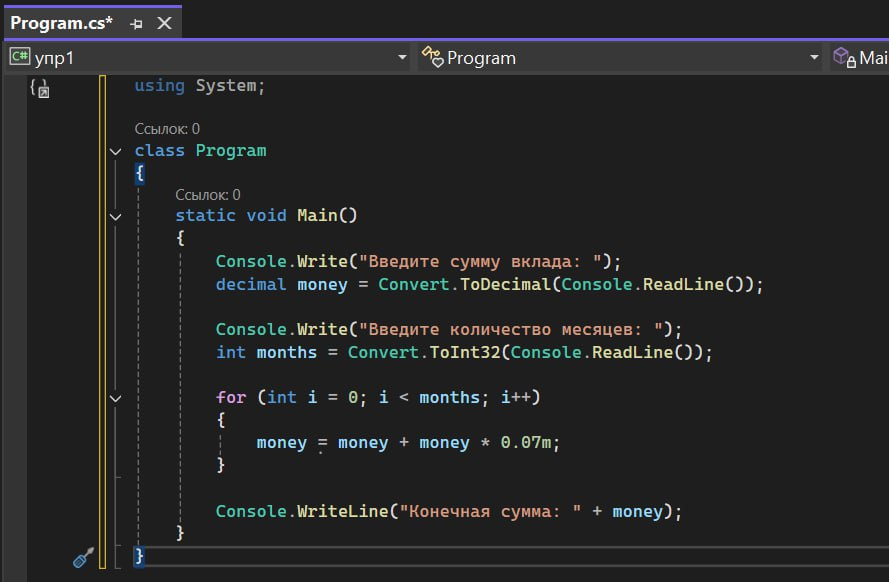 Program.cs*
C# упр1 Program Mai
using System;
Ссылок: 0
class Program
{
Ссылок: 0
static void Main()
{
Console.Write("Введите сумму вклада: ");
decimal money = Convert.ToDecimal(Console.ReadLine());
Console.Write("Введите количество месяцев: ");
int months = Convert.ToInt32(Console.ReadLine());
for (int i = 0; i < months; i++)
{
money = money + money * 0.07m;
}
Console.WriteLine("Конечная сумма: " + money);
}
}